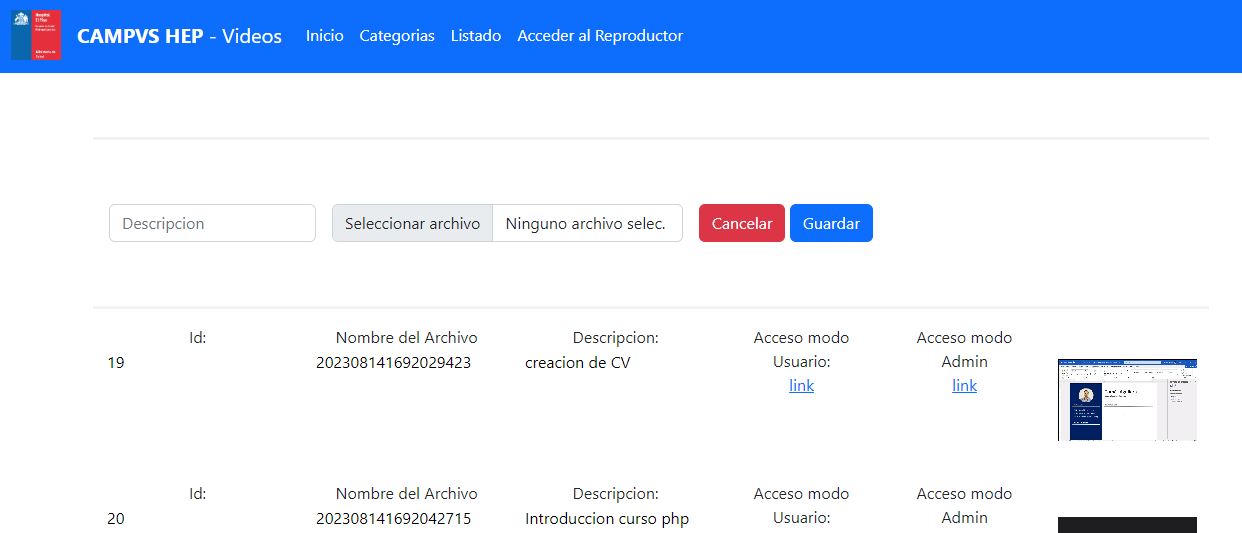 Hospital
El Pino
CAMPVS HEP - Videos Inicio Categorias Listado Acceder al Reproductor
Descripcion Seleccionar archivo Ninguno archivo selec. Cancelar Guardar
Id: Nombre del Archivo Descripcion: Acceso modo Usuario: Acceso modo Admin
19 202308141692029423 creacion de CV link link
Id: Nombre del Archivo Descripcion: Acceso modo Usuario: Acceso modo Admin
20 202308141692042715 Introduccion curso php